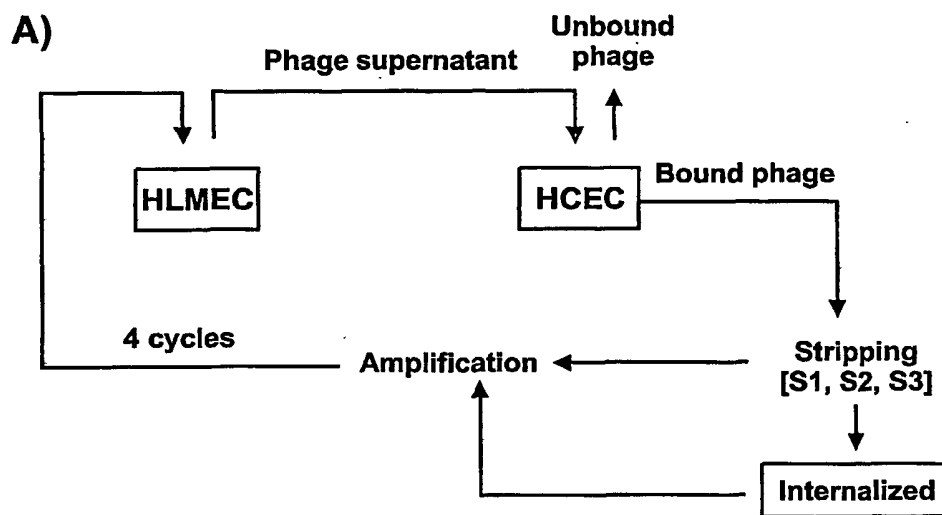 A)
Unbound
phage
Phage supernatant
HLMEC
HCEC
Bound phage
4 cycles
Amplification
Stripping
[S1, S2, S3]
Internalized